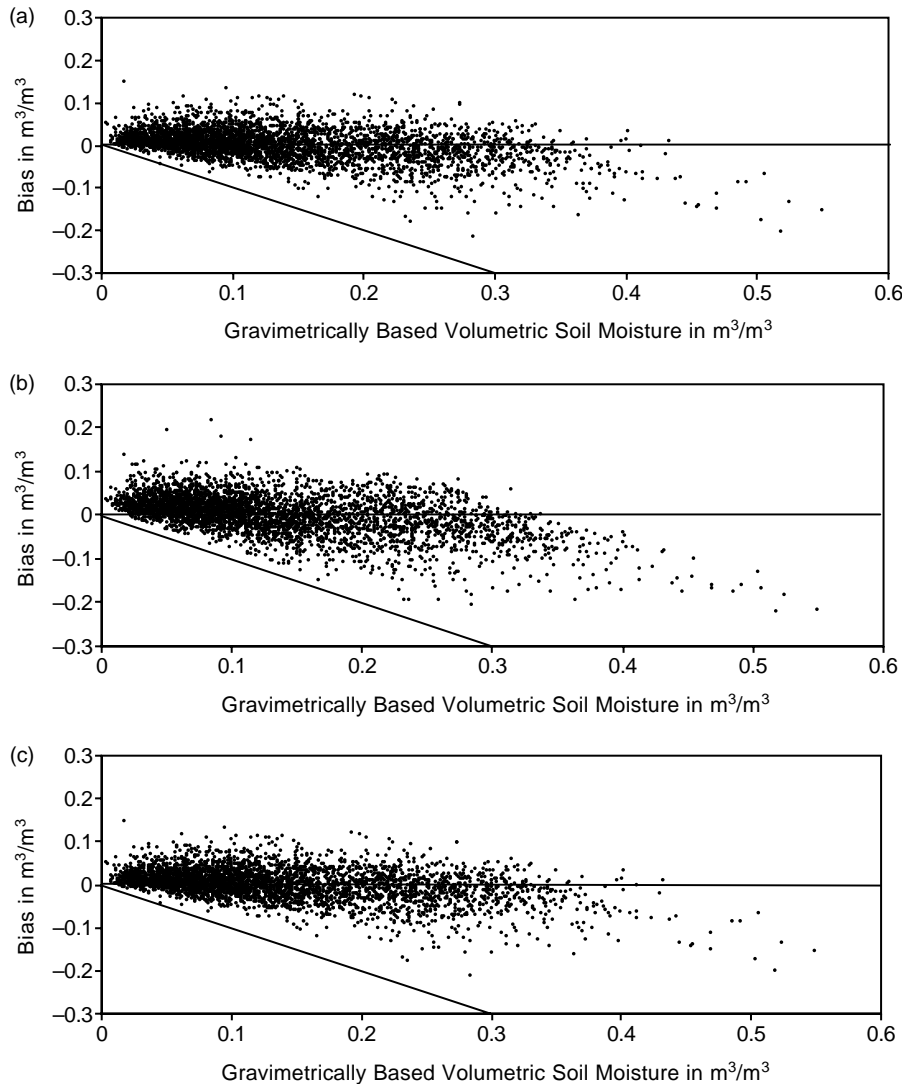 (a)
0.3
0.2
0.1
0
–0.1
–0.2
–0.3
Bias in m³/m³
0 0.1 0.2 0.3 0.4 0.5 0.6
Gravimetrically Based Volumetric Soil Moisture in m³/m³
(b)
0.3
0.2
0.1
0
–0.1
–0.2
–0.3
Bias in m³/m³
0 0.1 0.2 0.3 0.4 0.5 0.6
Gravimetrically Based Volumetric Soil Moisture in m³/m³
(c)
0.3
0.2
0.1
0
–0.1
–0.2
–0.3
Bias in m³/m³
0 0.1 0.2 0.3 0.4 0.5 0.6
Gravimetrically Based Volumetric Soil Moisture in m³/m³